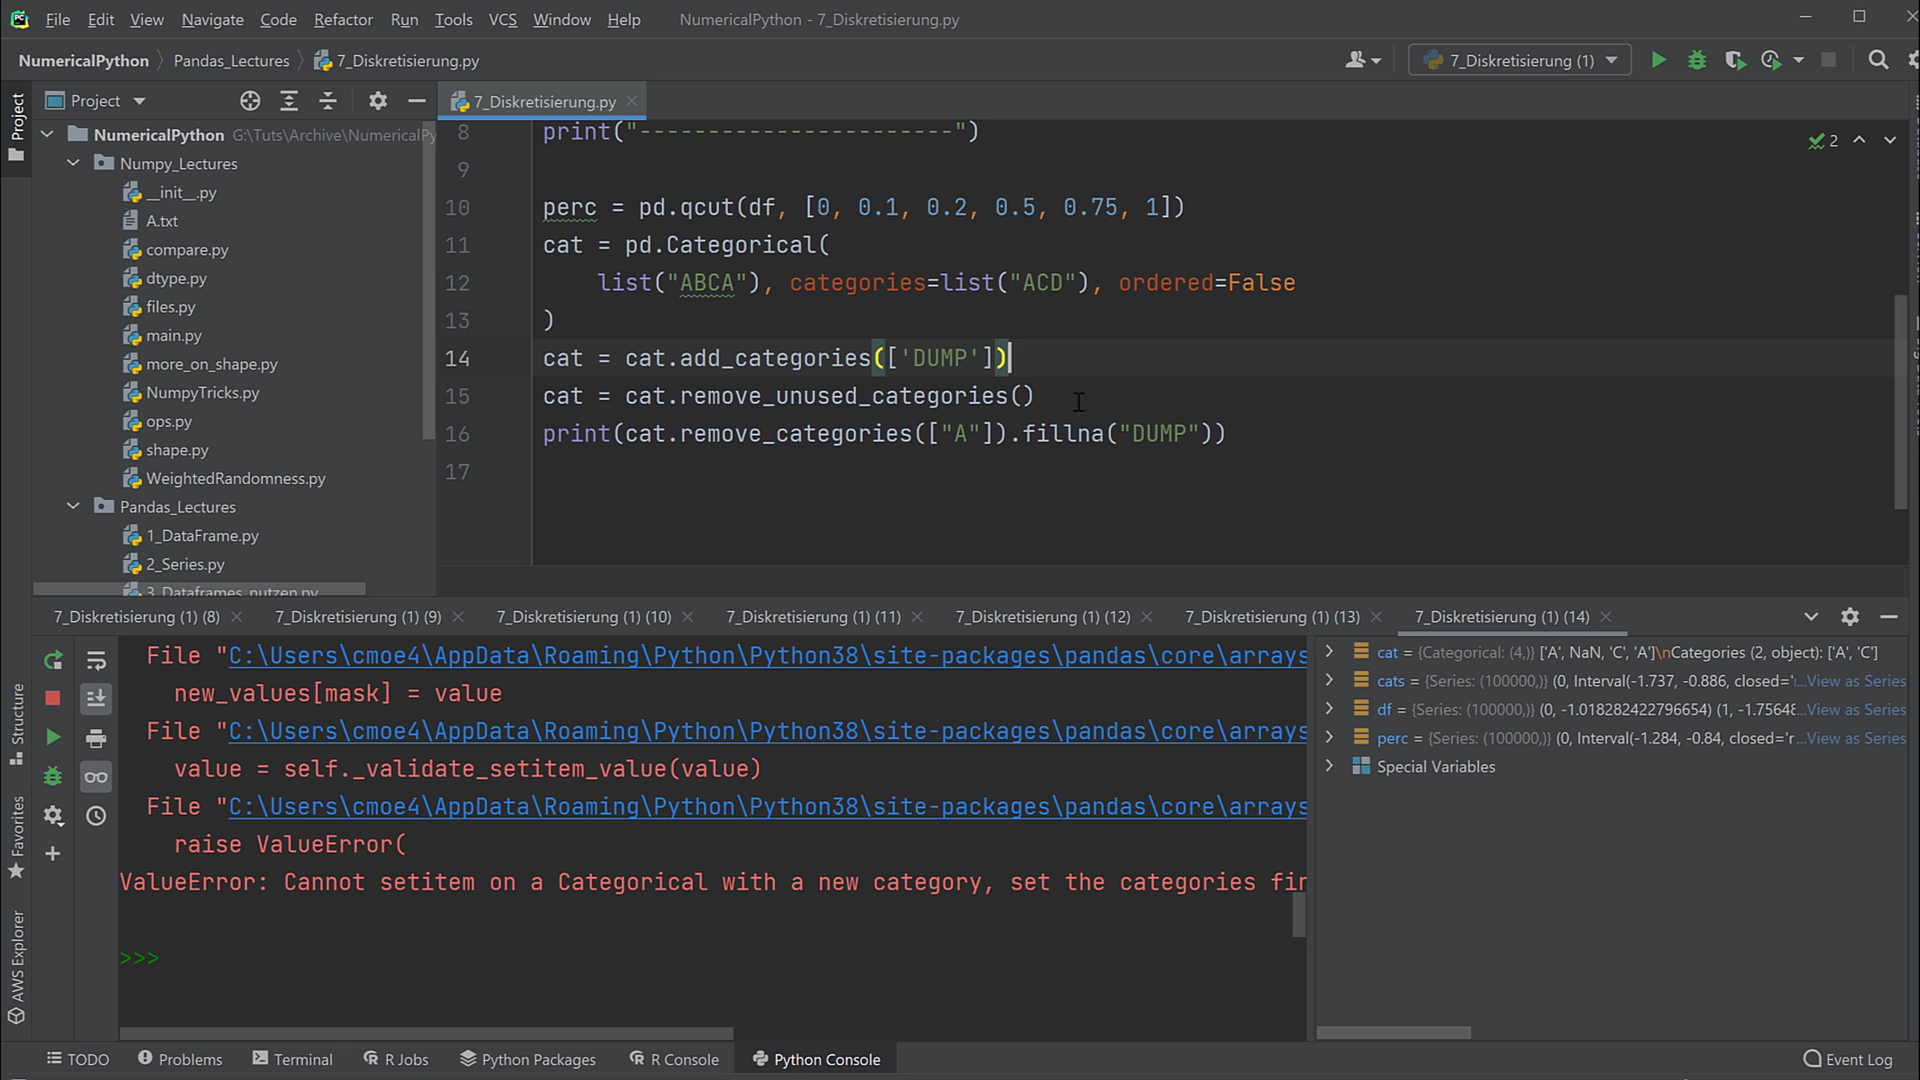 File Edit View Navigate Code Refactor Run Tools VCS Window Help NumericalPython - 7_Diskretisierung.py
NumericalPython Pandas_Lectures 7_Diskretisierung.py 7_Diskretisierung (1)
Project
Project
7_Diskretisierung.py
NumericalPython G:\Tuts\Archive\NumericalPy
Numpy_Lectures
__init__.py
A.txt
compare.py
dtype.py
files.py
main.py
more_on_shape.py
NumpyTricks.py
ops.py
shape.py
WeightedRandomness.py
Pandas_Lectures
1_DataFrame.py
2_Series.py
3_Dataframes_nutzen.py
2
8 print("-----------------------")
9
10 perc = pd.qcut(df, [0, 0.1, 0.2, 0.5, 0.75, 1])
11 cat = pd.Categorical(
12 list("ABCA"), categories=list("ACD"), ordered=False
13 )
14 cat = cat.add_categories(['DUMP'])
15 cat = cat.remove_unused_categories()
16 print(cat.remove_categories(["A"]).fillna("DUMP"))
17
7_Diskretisierung (1) (8) 7_Diskretisierung (1) (9) 7_Diskretisierung (1) (10) 7_Diskretisierung (1) (11) 7_Diskretisierung (1) (12) 7_Diskretisierung (1) (13) 7_Diskretisierung (1) (14)
File "C:\Users\cmoe4\AppData\Roaming\Python\Python38\site-packages\pandas\core\arrays
new_values[mask] = value
File "C:\Users\cmoe4\AppData\Roaming\Python\Python38\site-packages\pandas\core\arrays
value = self._validate_setitem_value(value)
File "C:\Users\cmoe4\AppData\Roaming\Python\Python38\site-packages\pandas\core\arrays
raise ValueError(
ValueError: Cannot setitem on a Categorical with a new category, set the categories fir
>>>
cat = {Categorical: (4,)} ['A', NaN, 'C', 'A']\nCategories (2, object): ['A', 'C']
cats = {Series: (100000,)} (0, Interval(-1.737, -0.886, closed='...View as Series
df = {Series: (100000,)} (0, -1.018282422796654) (1, -1.7564...View as Series
perc = {Series: (100000,)} (0, Interval(-1.284, -0.84, closed='r...View as Series
Special Variables
Structure
Favorites
AWS Explorer
TODO Problems Terminal R Jobs Python Packages R Console Python Console Event Log